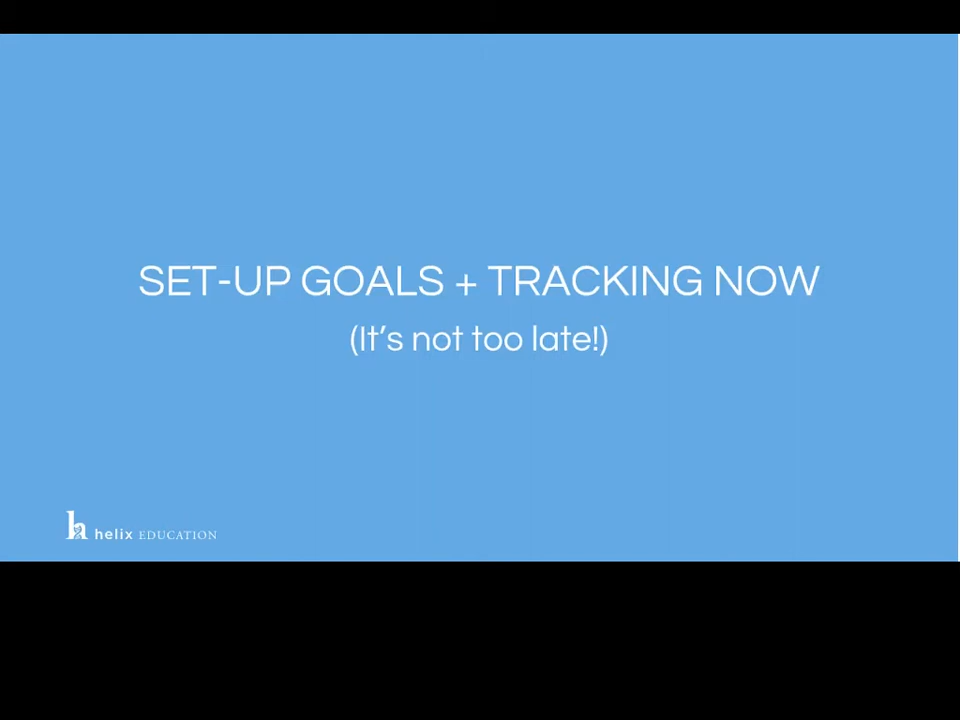 SET-UP GOALS + TRACKING NOW
(It's not too late!)
helix EDUCATION